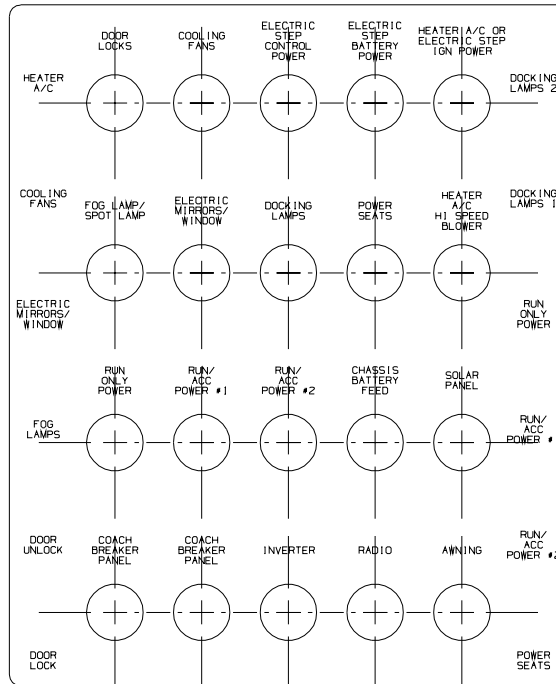 DOOR
LOCKS
COOLING
FANS
ELECTRIC
STEP
CONTROL
POWER
ELECTRIC
STEP
BATTERY
POWER
HEATER A/C OR
ELECTRIC STEP
IGN POWER
HEATER
A/C
DOCKING
LAMPS 2
COOLING
FANS
FOG LAMP/
SPOT LAMP
ELECTRIC
MIRRORS/
WINDOW
DOCKING
LAMPS
POWER
SEATS
HEATER
A/C
HI SPEED
BLOWER
DOCKING
LAMPS 1
ELECTRIC
MIRRORS/
WINDOW
RUN
ONLY
POWER
RUN
ONLY
POWER
RUN/
ACC
POWER #1
RUN/
ACC
POWER #2
CHASSIS
BATTERY
FEED
SOLAR
PANEL
FOG
LAMPS
RUN/
ACC
POWER #
DOOR
UNLOCK
COACH
BREAKER
PANEL
COACH
BREAKER
PANEL
INVERTER
RADIO
AWNING
RUN/
ACC
POWER #2
DOOR
LOCK
POWER
SEATS